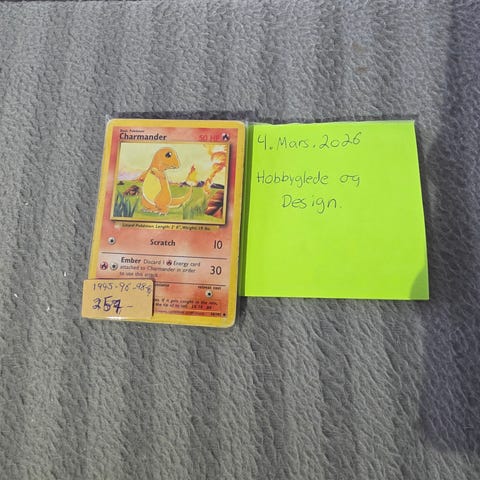 Basic Pokémon
Charmander
50 HP
Lizard Pokémon. Length: 2' 0", Weight: 19 lbs.
Scratch
10
Ember Discard 1 Energy card
attached to Charmander in order
to use this attack.
30
1995-96-98
retreat cost
4. Mars. 2026
Hobbyglede og
Design.